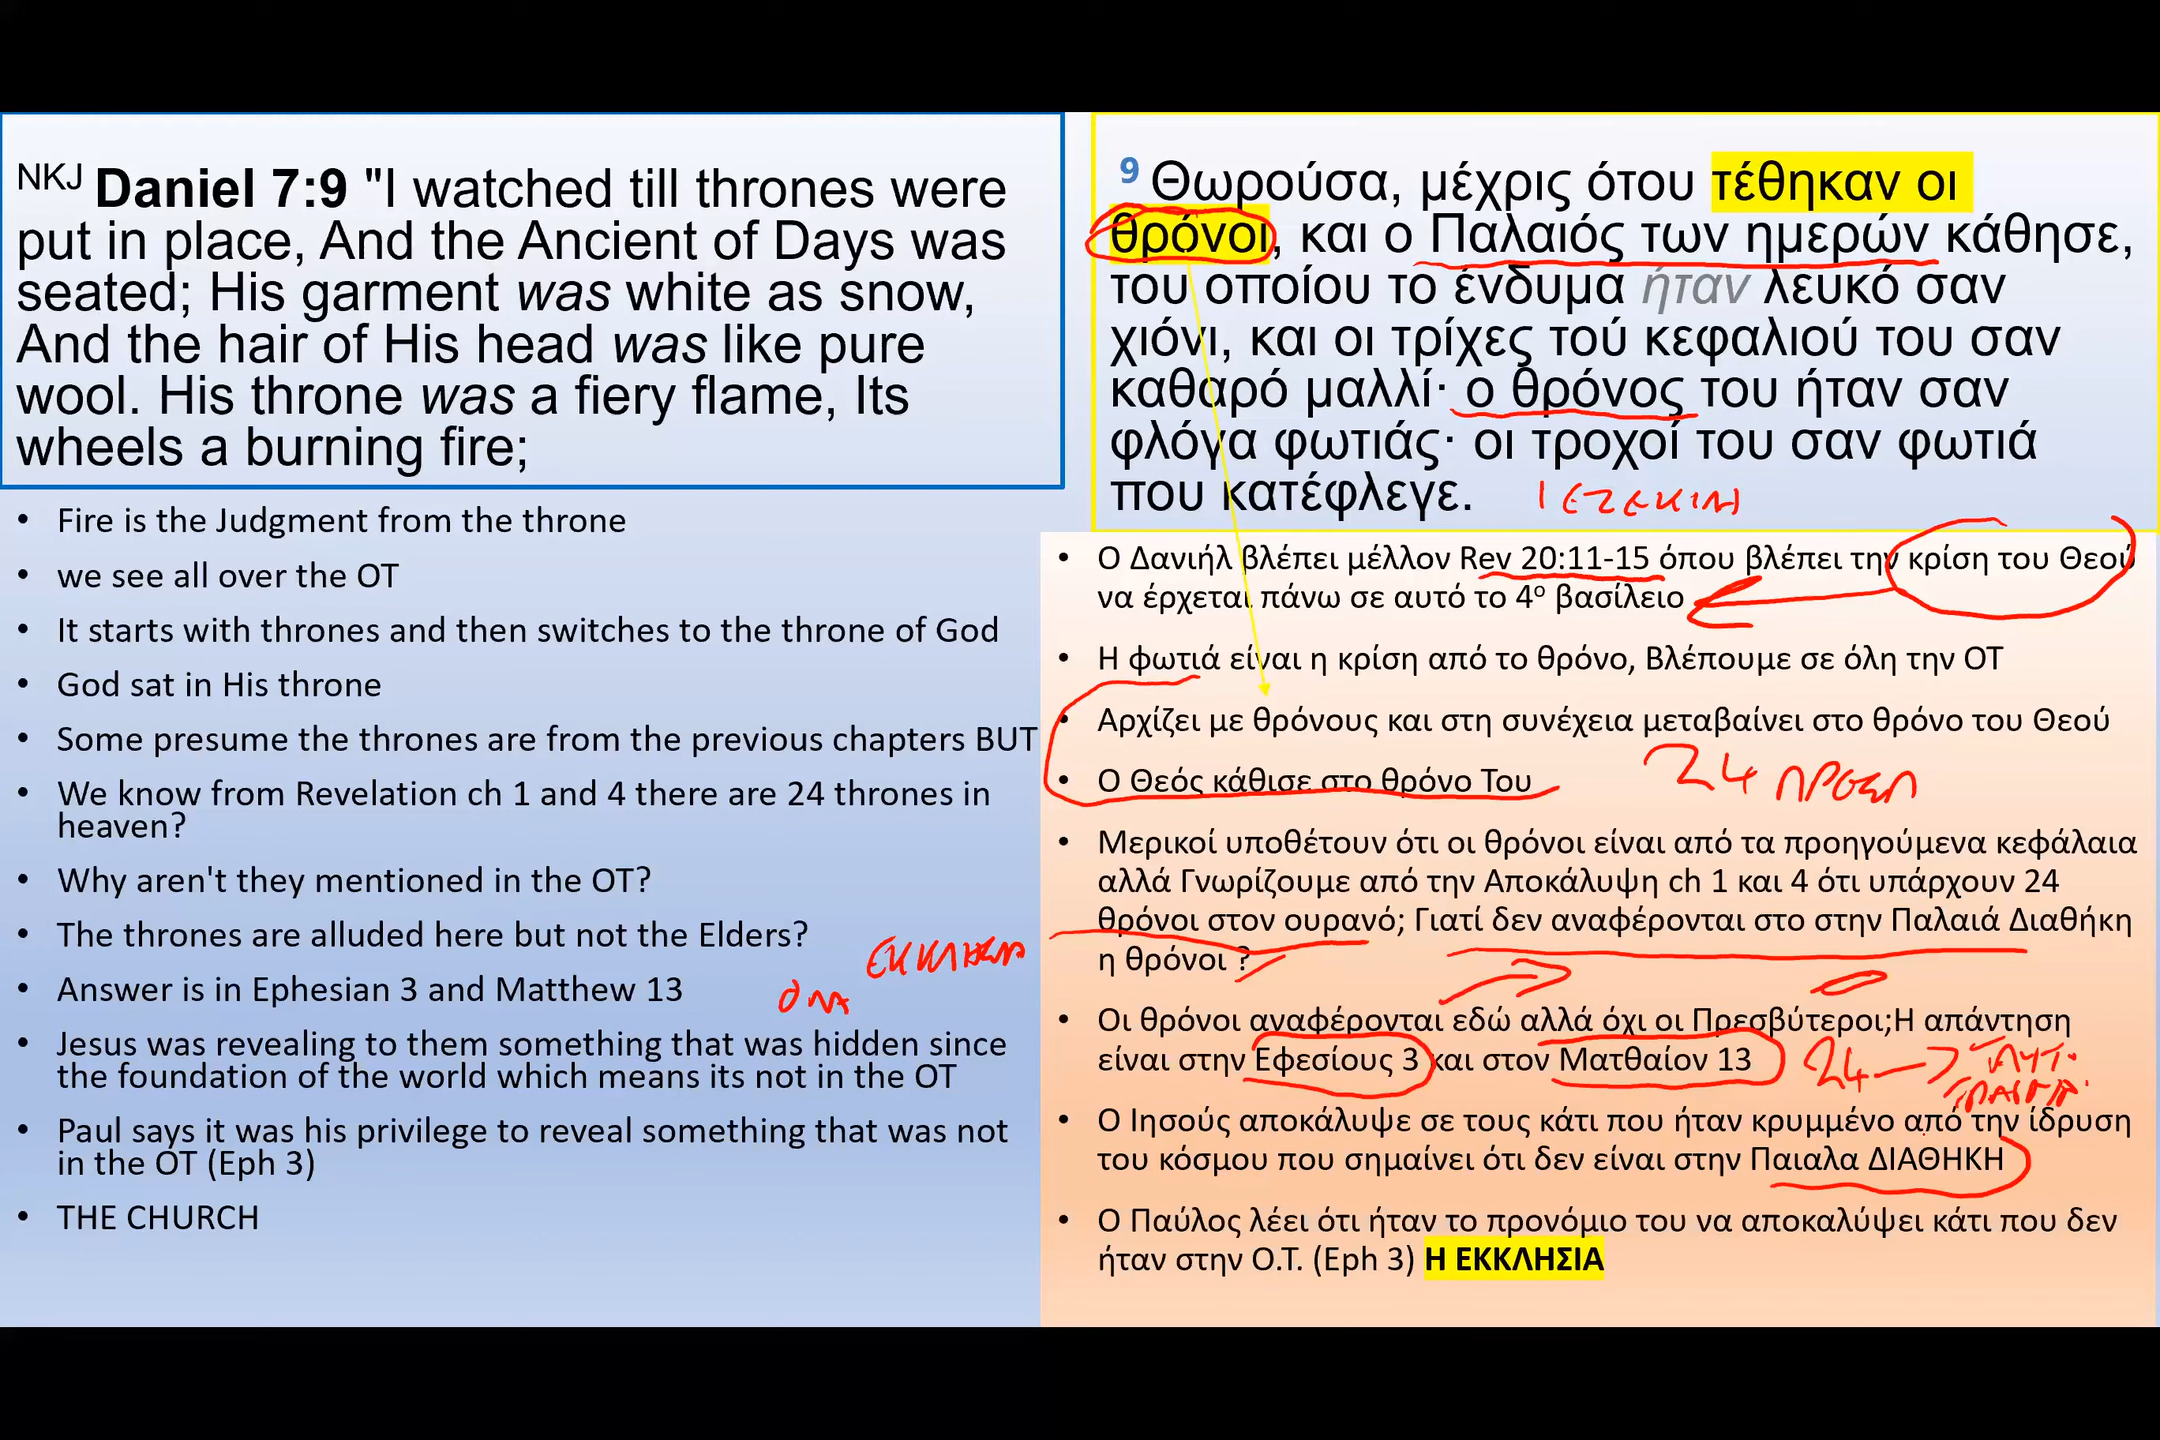 NKJ Daniel 7:9 "I watched till thrones were
put in place, And the Ancient of Days was
seated; His garment was white as snow,
And the hair of His head was like pure
wool. His throne was a fiery flame, Its
wheels a burning fire;
• Fire is the Judgment from the throne
• we see all over the OT
• It starts with thrones and then switches to the throne of God
• God sat in His throne
• Some presume the thrones are from the previous chapters BUT
• We know from Revelation ch 1 and 4 there are 24 thrones in
heaven?
• Why aren't they mentioned in the OT?
• The thrones are alluded here but not the Elders?
• Answer is in Ephesian 3 and Matthew 13
• Jesus was revealing to them something that was hidden since
the foundation of the world which means its not in the OT
• Paul says it was his privilege to reveal something that was not
in the OT (Eph 3)
• THE CHURCH
9 Θωρούσα, μέχρις ότου τέθηκαν οι
θρόνοι, και ο Παλαιός των ημερών κάθησε,
του οποίου το ένδυμα ήταν λευκό σαν
χιόνι, και οι τρίχες τού κεφαλιού του σαν
καθαρό μαλλί· ο θρόνος του ήταν σαν
φλόγα φωτιάς· οι τροχοί του σαν φωτιά
που κατέφλεγε.
• Ο Δανιήλ βλέπει μέλλον Rev 20:11-15 όπου βλέπει την κρίση του Θεού
να έρχεται πάνω σε αυτό το 4ο βασίλειο
• Η φωτιά είναι η κρίση από το θρόνο, Βλέπουμε σε όλη την ΟΤ
• Αρχίζει με θρόνους και στη συνέχεια μεταβαίνει στο θρόνο του Θεού
• Ο Θεός κάθισε στο θρόνο Του
24
• Μερικοί υποθέτουν ότι οι θρόνοι είναι από τα προηγούμενα κεφάλαια
αλλά Γνωρίζουμε από την Αποκάλυψη ch 1 και 4 ότι υπάρχουν 24
θρόνοι στον ουρανό; Γιατί δεν αναφέρονται στο στην Παλαιά Διαθήκη
η θρόνοι ?
• Οι θρόνοι αναφέρονται εδώ αλλά όχι οι Πρεσβύτεροι;Η απάντηση
είναι στην Εφεσίους 3 και στον Ματθαίον 13
24
• Ο Ιησούς αποκάλυψε σε τους κάτι που ήταν κρυμμένο από την ίδρυση
του κόσμου που σημαίνει ότι δεν είναι στην Παιαλα ΔΙΑΘΗΚΗ
• Ο Παύλος λέει ότι ήταν το προνόμιο του να αποκαλύψει κάτι που δεν
ήταν στην Ο.Τ. (Eph 3) Η ΕΚΚΛΗΣΙΑ